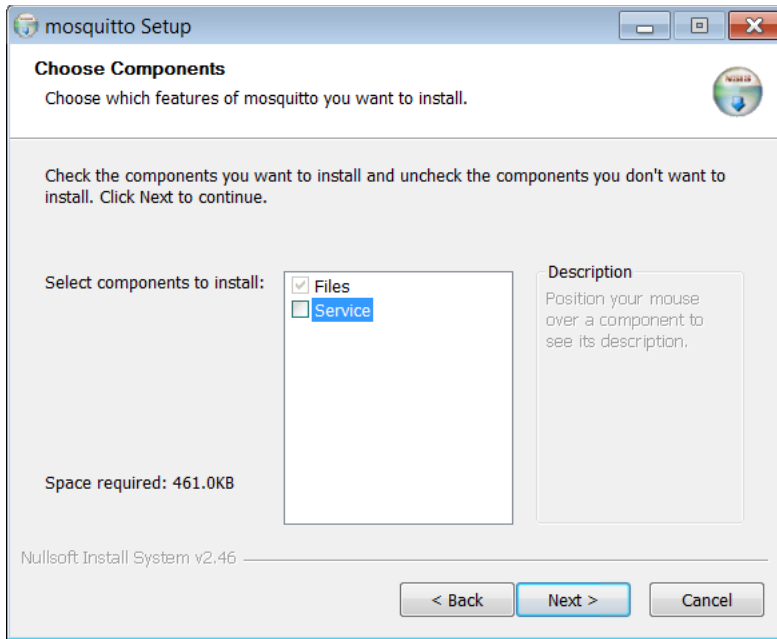 mosquitto Setup
Choose Components
Choose which features of mosquitto you want to install.
Check the components you want to install and uncheck the components you don't want to
install. Click Next to continue.
Select components to install:
Files
Service
Description
Position your mouse
over a component to
see its description.
Space required: 461.0KB
Nullsoft Install System v2.46
< Back
Next >
Cancel